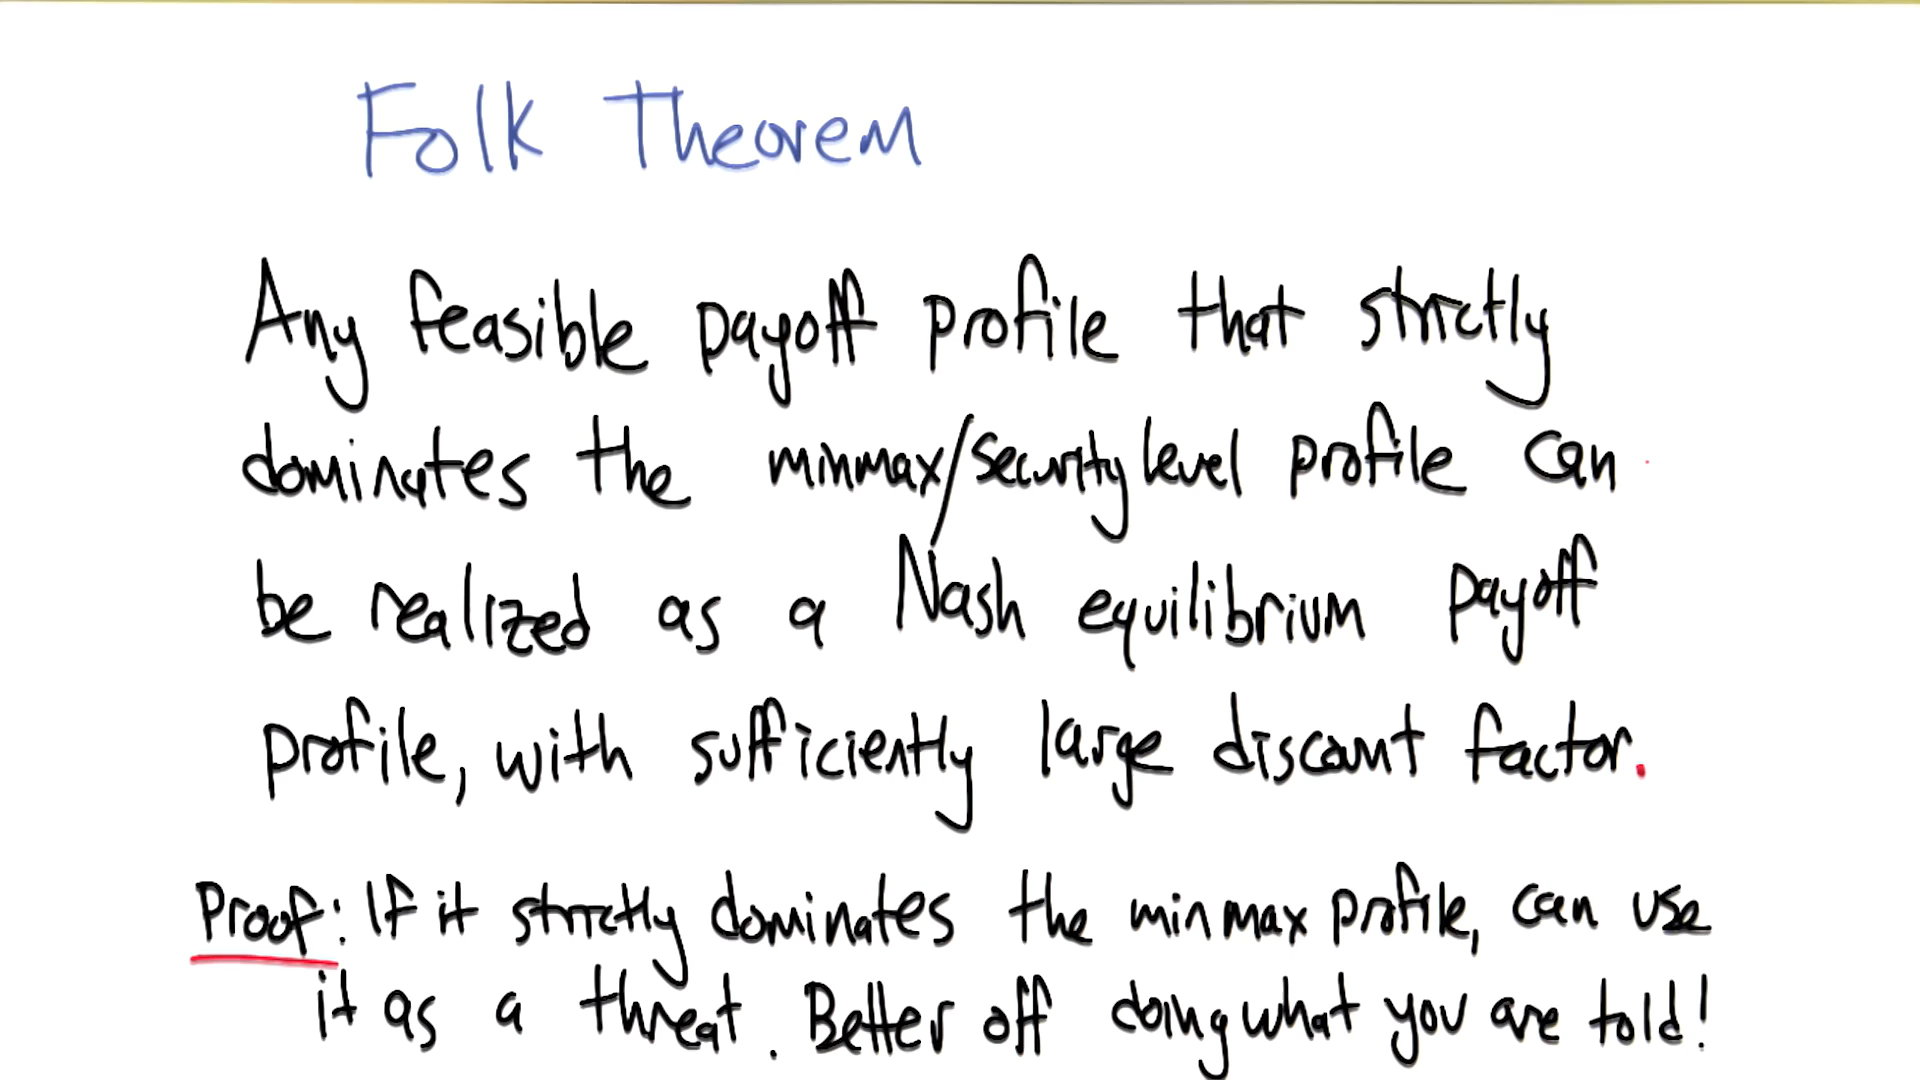 Folk Theorem
Any feasible payoff profile that strictly
dominates the minmax/security level profile can
be realized as a Nash equilibrium payoff
profile, with sufficiently large discount factor.
Proof: If it strictly dominates the minmax profile, can use
it as a threat. Better off doing what you are told!